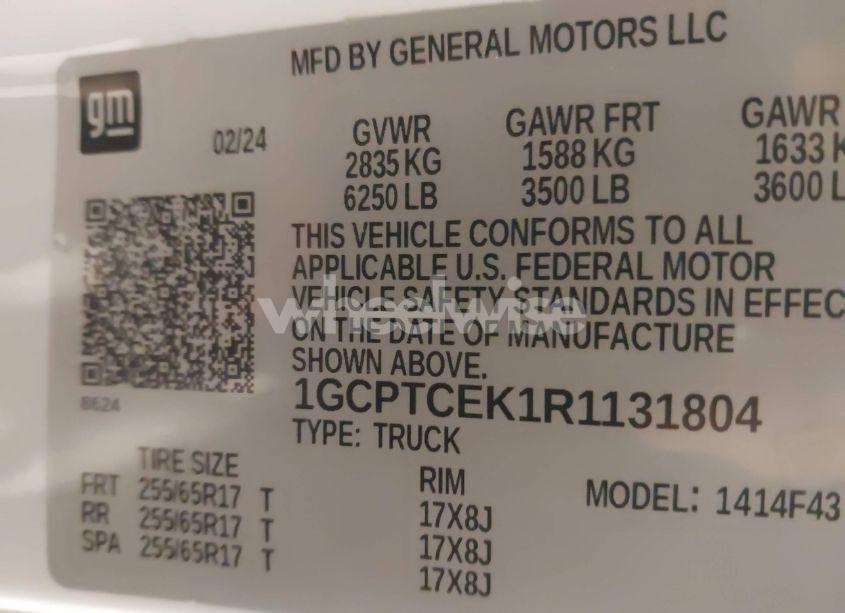 MFD BY GENERAL MOTORS LLC
gm
02/24
GVWR GAWR FRT GAWR
2835 KG 1588 KG 1633 K
6250 LB 3500 LB 3600 L
THIS VEHICLE CONFORMS TO ALL
APPLICABLE U.S. FEDERAL MOTOR
VEHICLE SAFETY STANDARDS IN EFFEC
wheelwise
ON THE DATE OF MANUFACTURE
SHOWN ABOVE.
1GCPTCEK1R1131804
8624
TYPE: TRUCK
TIRE SIZE RIM MODEL: 1414F43
FRT 255/65R17 T 17X8J
RR 255/65R17 T 17X8J
SPA 255/65R17 T 17X8J